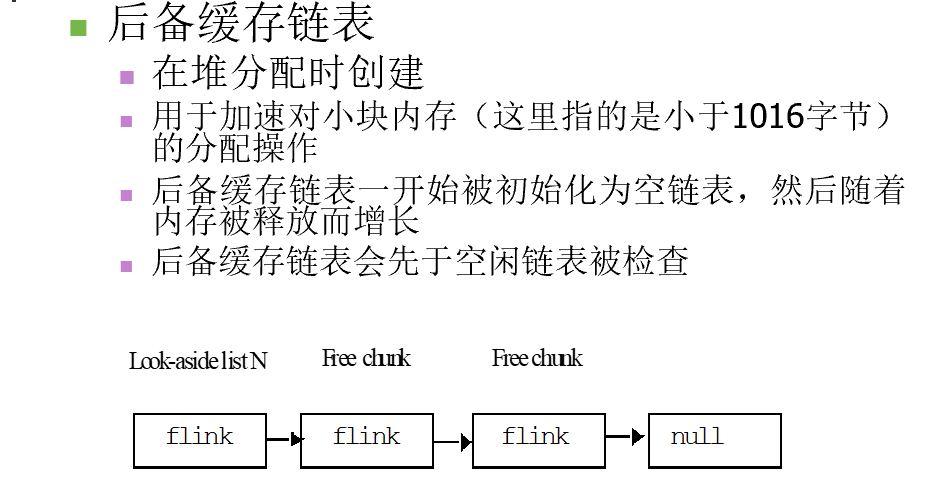 后备缓存链表
在堆分配时创建
用于加速对小块内存（这里指的是小于1016字节）
的分配操作
后备缓存链表一开始被初始化为空链表，然后随着
内存被释放而增长
后备缓存链表会先于空闲链表被检查
Look-aside list N Free chunk Free chunk
flink flink flink null